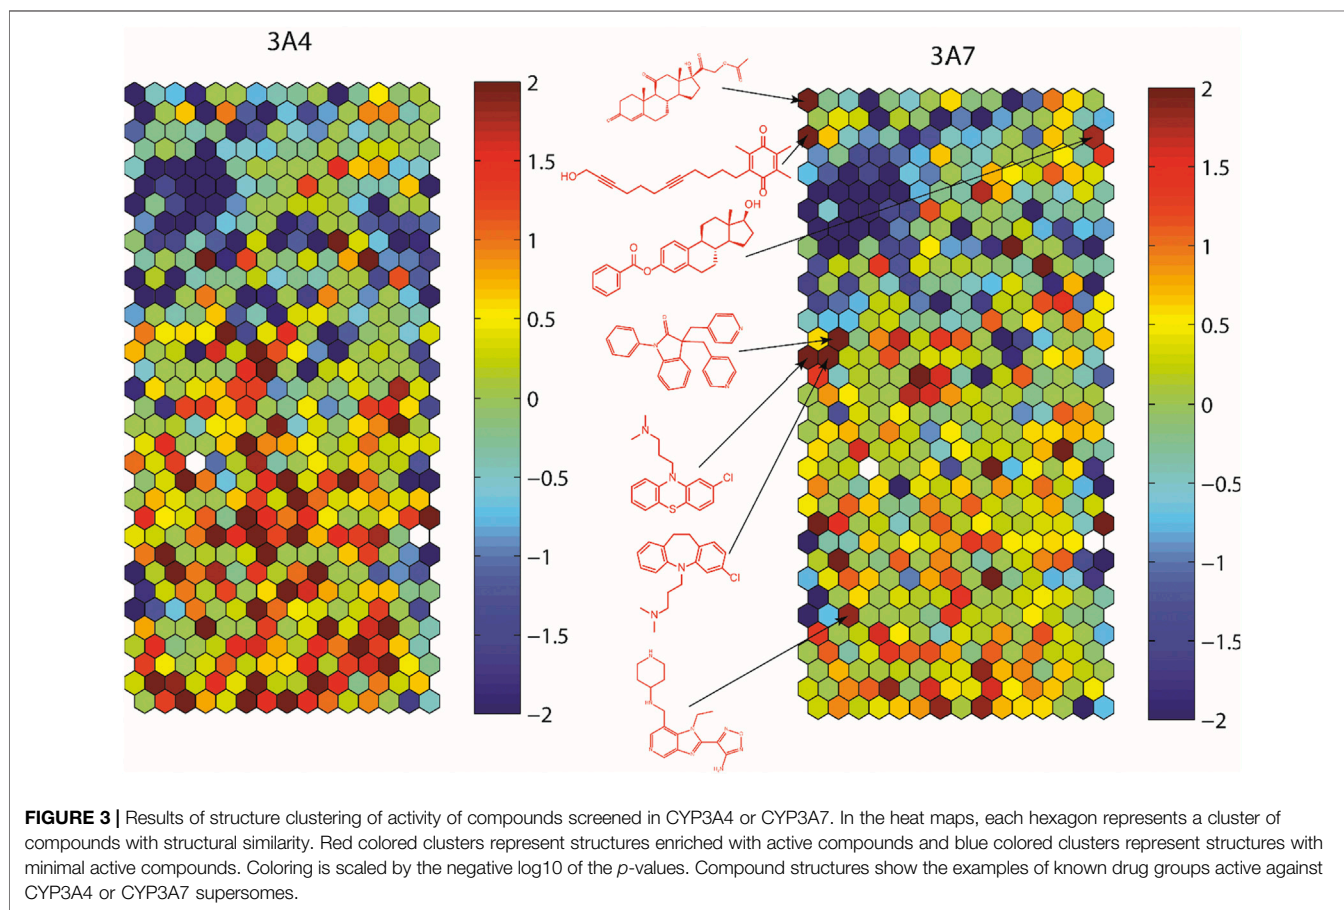 3A4
3A7
2
1.5
1
0.5
0
−0.5
−1
−1.5
−2
2
1.5
1
0.5
0
−0.5
−1
−1.5
−2
HO
O
O
OH
O
O
N
N
S
Cl
N
Cl
N
FIGURE 3 | Results of structure clustering of activity of compounds screened in CYP3A4 or CYP3A7. In the heat maps, each hexagon represents a cluster of
compounds with structural similarity. Red colored clusters represent structures enriched with active compounds and blue colored clusters represent structures with
minimal active compounds. Coloring is scaled by the negative log10 of the p-values. Compound structures show the examples of known drug groups active against
CYP3A4 or CYP3A7 supersomes.